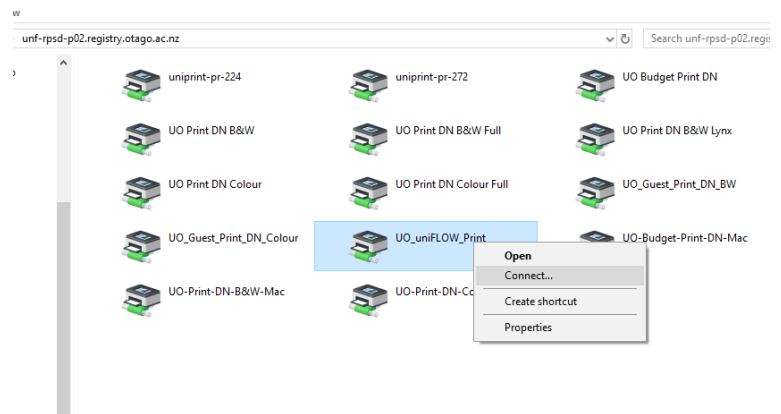 w
unf-rpsd-p02.registry.otago.ac.nz
Search unf-rpsd-p02.regis
uniprint-pr-224
uniprint-pr-272
UO Budget Print DN
UO Print DN B&W
UO Print DN B&W Full
UO Print DN B&W Lynx
UO Print DN Colour
UO Print DN Colour Full
UO_Guest_Print_DN_BW
UO_Guest_Print_DN_Colour
UO_uniFLOW_Print
UO-Budget-Print-DN-Mac
Open
Connect...
UO-Print-DN-B&W-Mac
UO-Print-DN-Co
Create shortcut
Properties